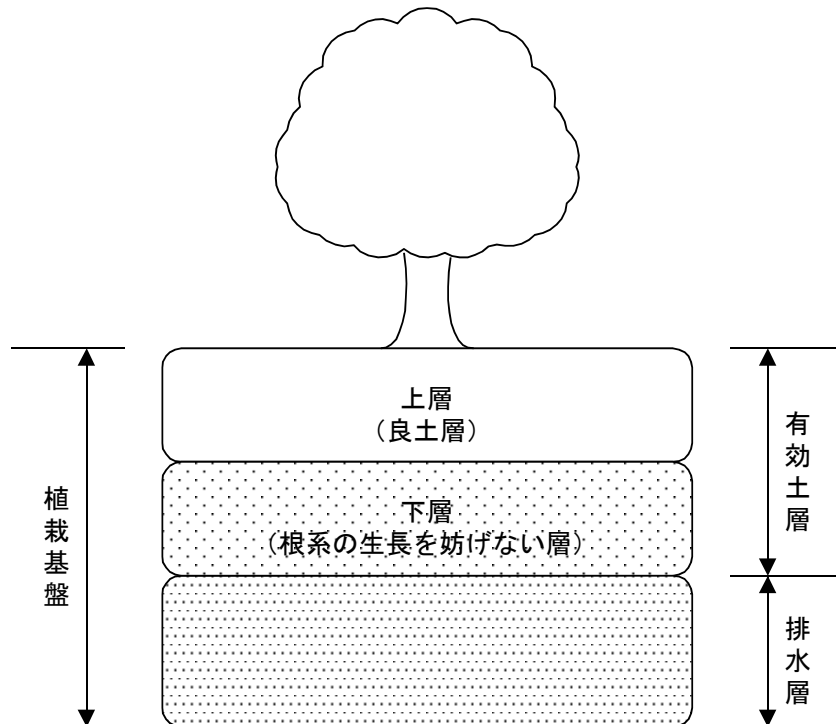 上層
（良土層）
下層
（根系の生長を妨げない層）
植栽基盤
有効土層
排水層